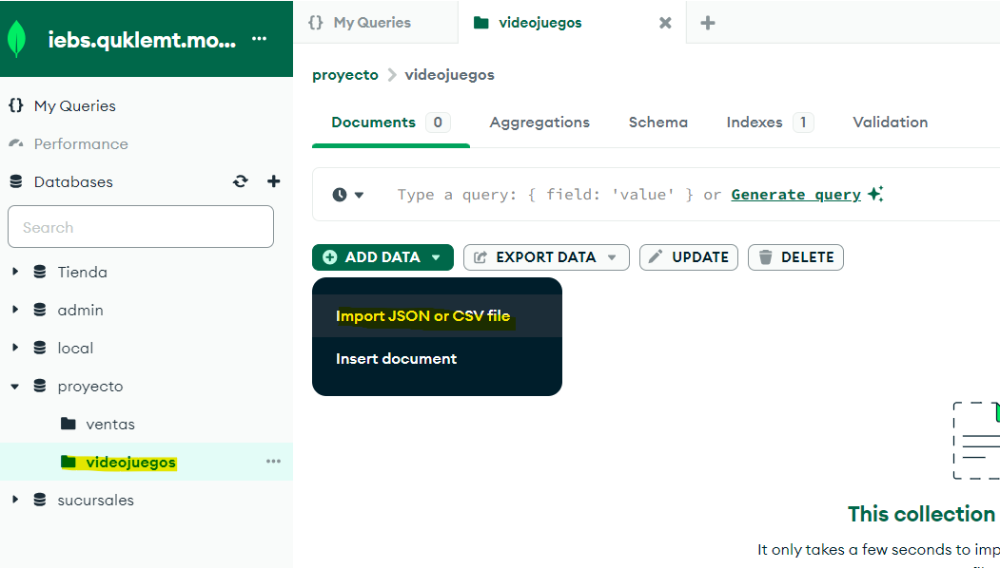 iebs.quklemt.mo...
My Queries
Performance
Databases
Search
Tienda
admin
local
proyecto
ventas
videojuegos
sucursales
{} My Queries
videojuegos
proyecto > videojuegos
Documents 0 Aggregations Schema Indexes 1 Validation
Type a query: { field: 'value' } or Generate query
ADD DATA EXPORT DATA UPDATE DELETE
Import JSON or CSV file
Insert document
This collection
It only takes a few seconds to imp